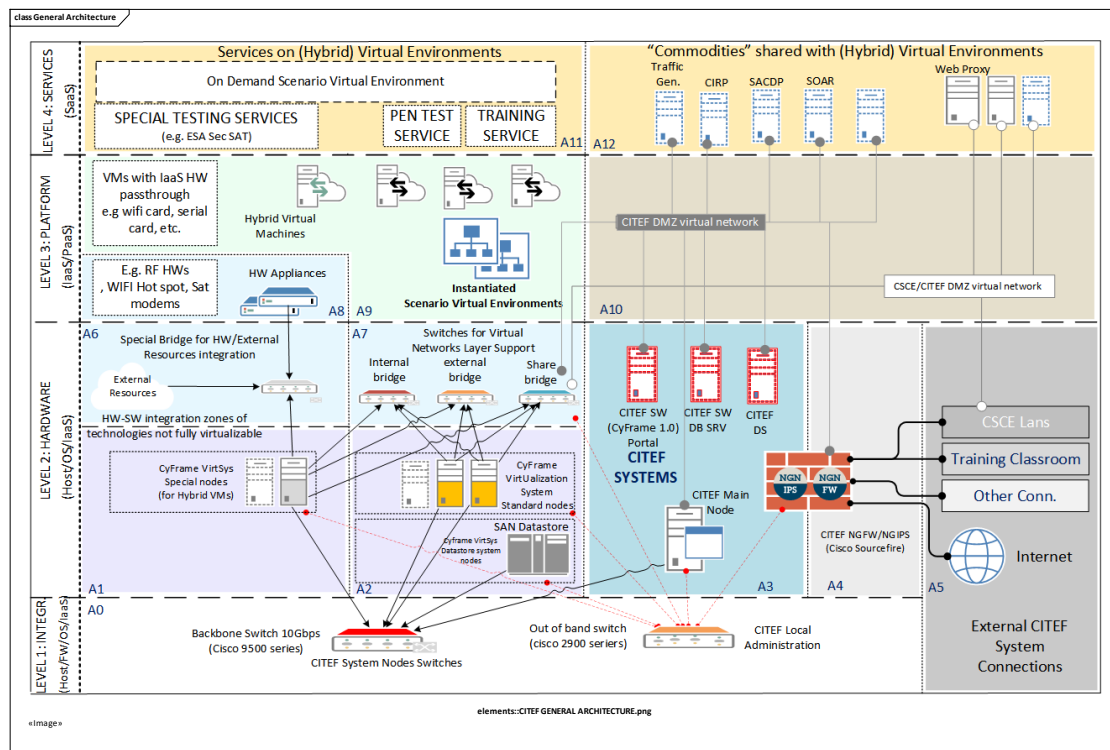 class General Architecture
LEVEL 4: SERVICES
(SaaS)
Services on (Hybrid) Virtual Environments
On Demand Scenario Virtual Environment
SPECIAL TESTING SERVICES
(e.g. ESA Sec SAT)
PEN TEST
SERVICE
TRAINING
SERVICE
A11
"Commodities" shared with (Hybrid) Virtual Environments
Traffic
Gen.
CIRP
SACDP
SOAR
Web Proxy
A12
LEVEL 3: PLATFORM
(IaaS/PaaS)
VMs with IaaS HW
passthrough
e.g wifi card, serial
card, etc.
Hybrid Virtual
Machines
E.g. RF HWs
, WIFI Hot spot, Sat
modems
HW Appliances
A8
Instantiated
Scenario Virtual Environments
A9
CITEF DMZ virtual network
CSCE/CITEF DMZ virtual network
A10
LEVEL 2: HARDWARE
(Host/OS/IaaS)
A6
Special Bridge for HW/External
Resources integration
External
Resources
HW-SW integration zones of
technologies not fully virtualizable
A7
Switches for Virtual
Networks Layer Support
Internal
bridge
external
bridge
Share
bridge
CyFrame VirtSys
Special nodes
(for Hybrid VMs)
A1
CyFrame
VirtUalization
System
Standard nodes
SAN Datastore
Cyframe VirtSys
Datastore system
nodes
A2
CITEF SW
(CyFrame 1.0)
Portal
CITEF SW
DB SRV
CITEF
DS
CITEF
SYSTEMS
CITEF Main
Node
A3
NGN
IPS
NGN
FW
CITEF NGFW/NGIPS
(Cisco Sourcefire)
A4
CSCE Lans
Training Classroom
Other Conn.
Internet
A5
External CITEF
System
Connections
LEVEL 1: INTEGR.
(Host/FW/OS/IaaS)
A0
Backbone Switch 10Gbps
(Cisco 9500 series)
CITEF System Nodes Switches
Out of band switch
(cisco 2900 seriers)
CITEF Local
Administration
elements::CITEF GENERAL ARCHITECTURE.png
«Image»